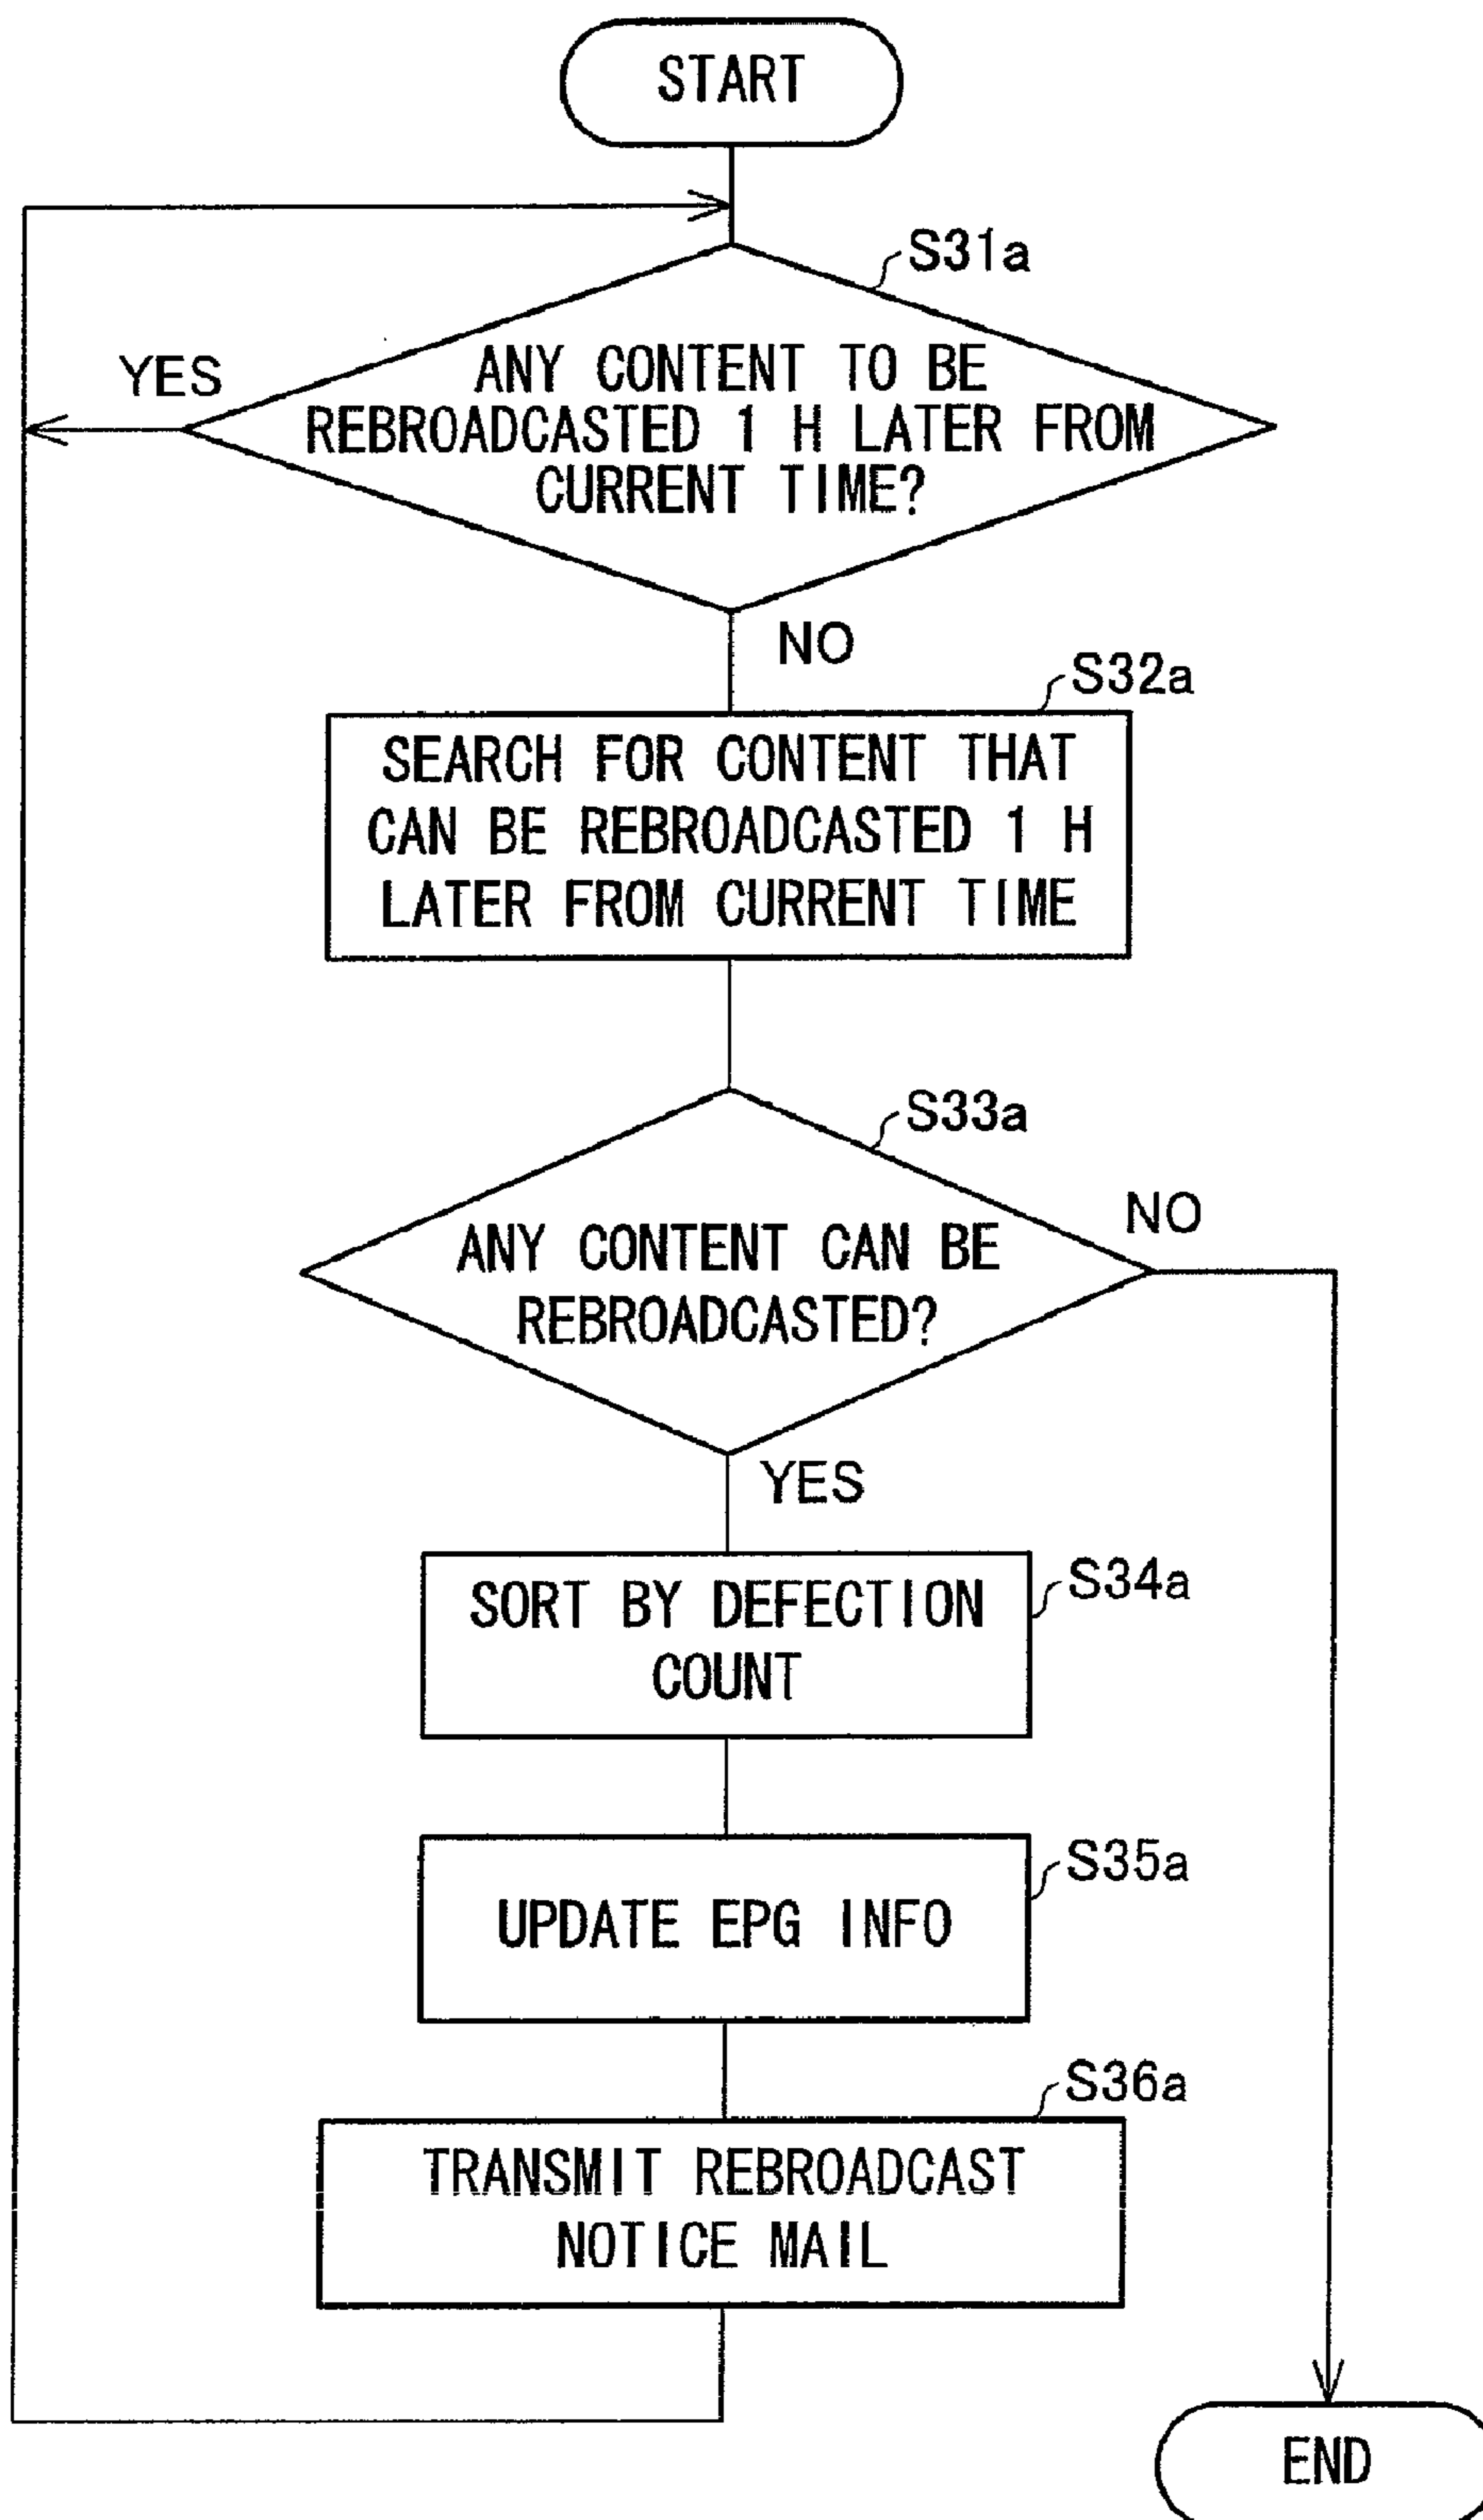 START
S31a
YES
ANY CONTENT TO BE
REBROADCASTED 1 H LATER FROM
CURRENT TIME?
NO
S32a
SEARCH FOR CONTENT THAT
CAN BE REBROADCASTED 1 H
LATER FROM CURRENT TIME
S33a
NO
ANY CONTENT CAN BE
REBROADCASTED?
YES
S34a
SORT BY DEFECTION
COUNT
S35a
UPDATE EPG INFO
S36a
TRANSMIT REBROADCAST
NOTICE MAIL
END